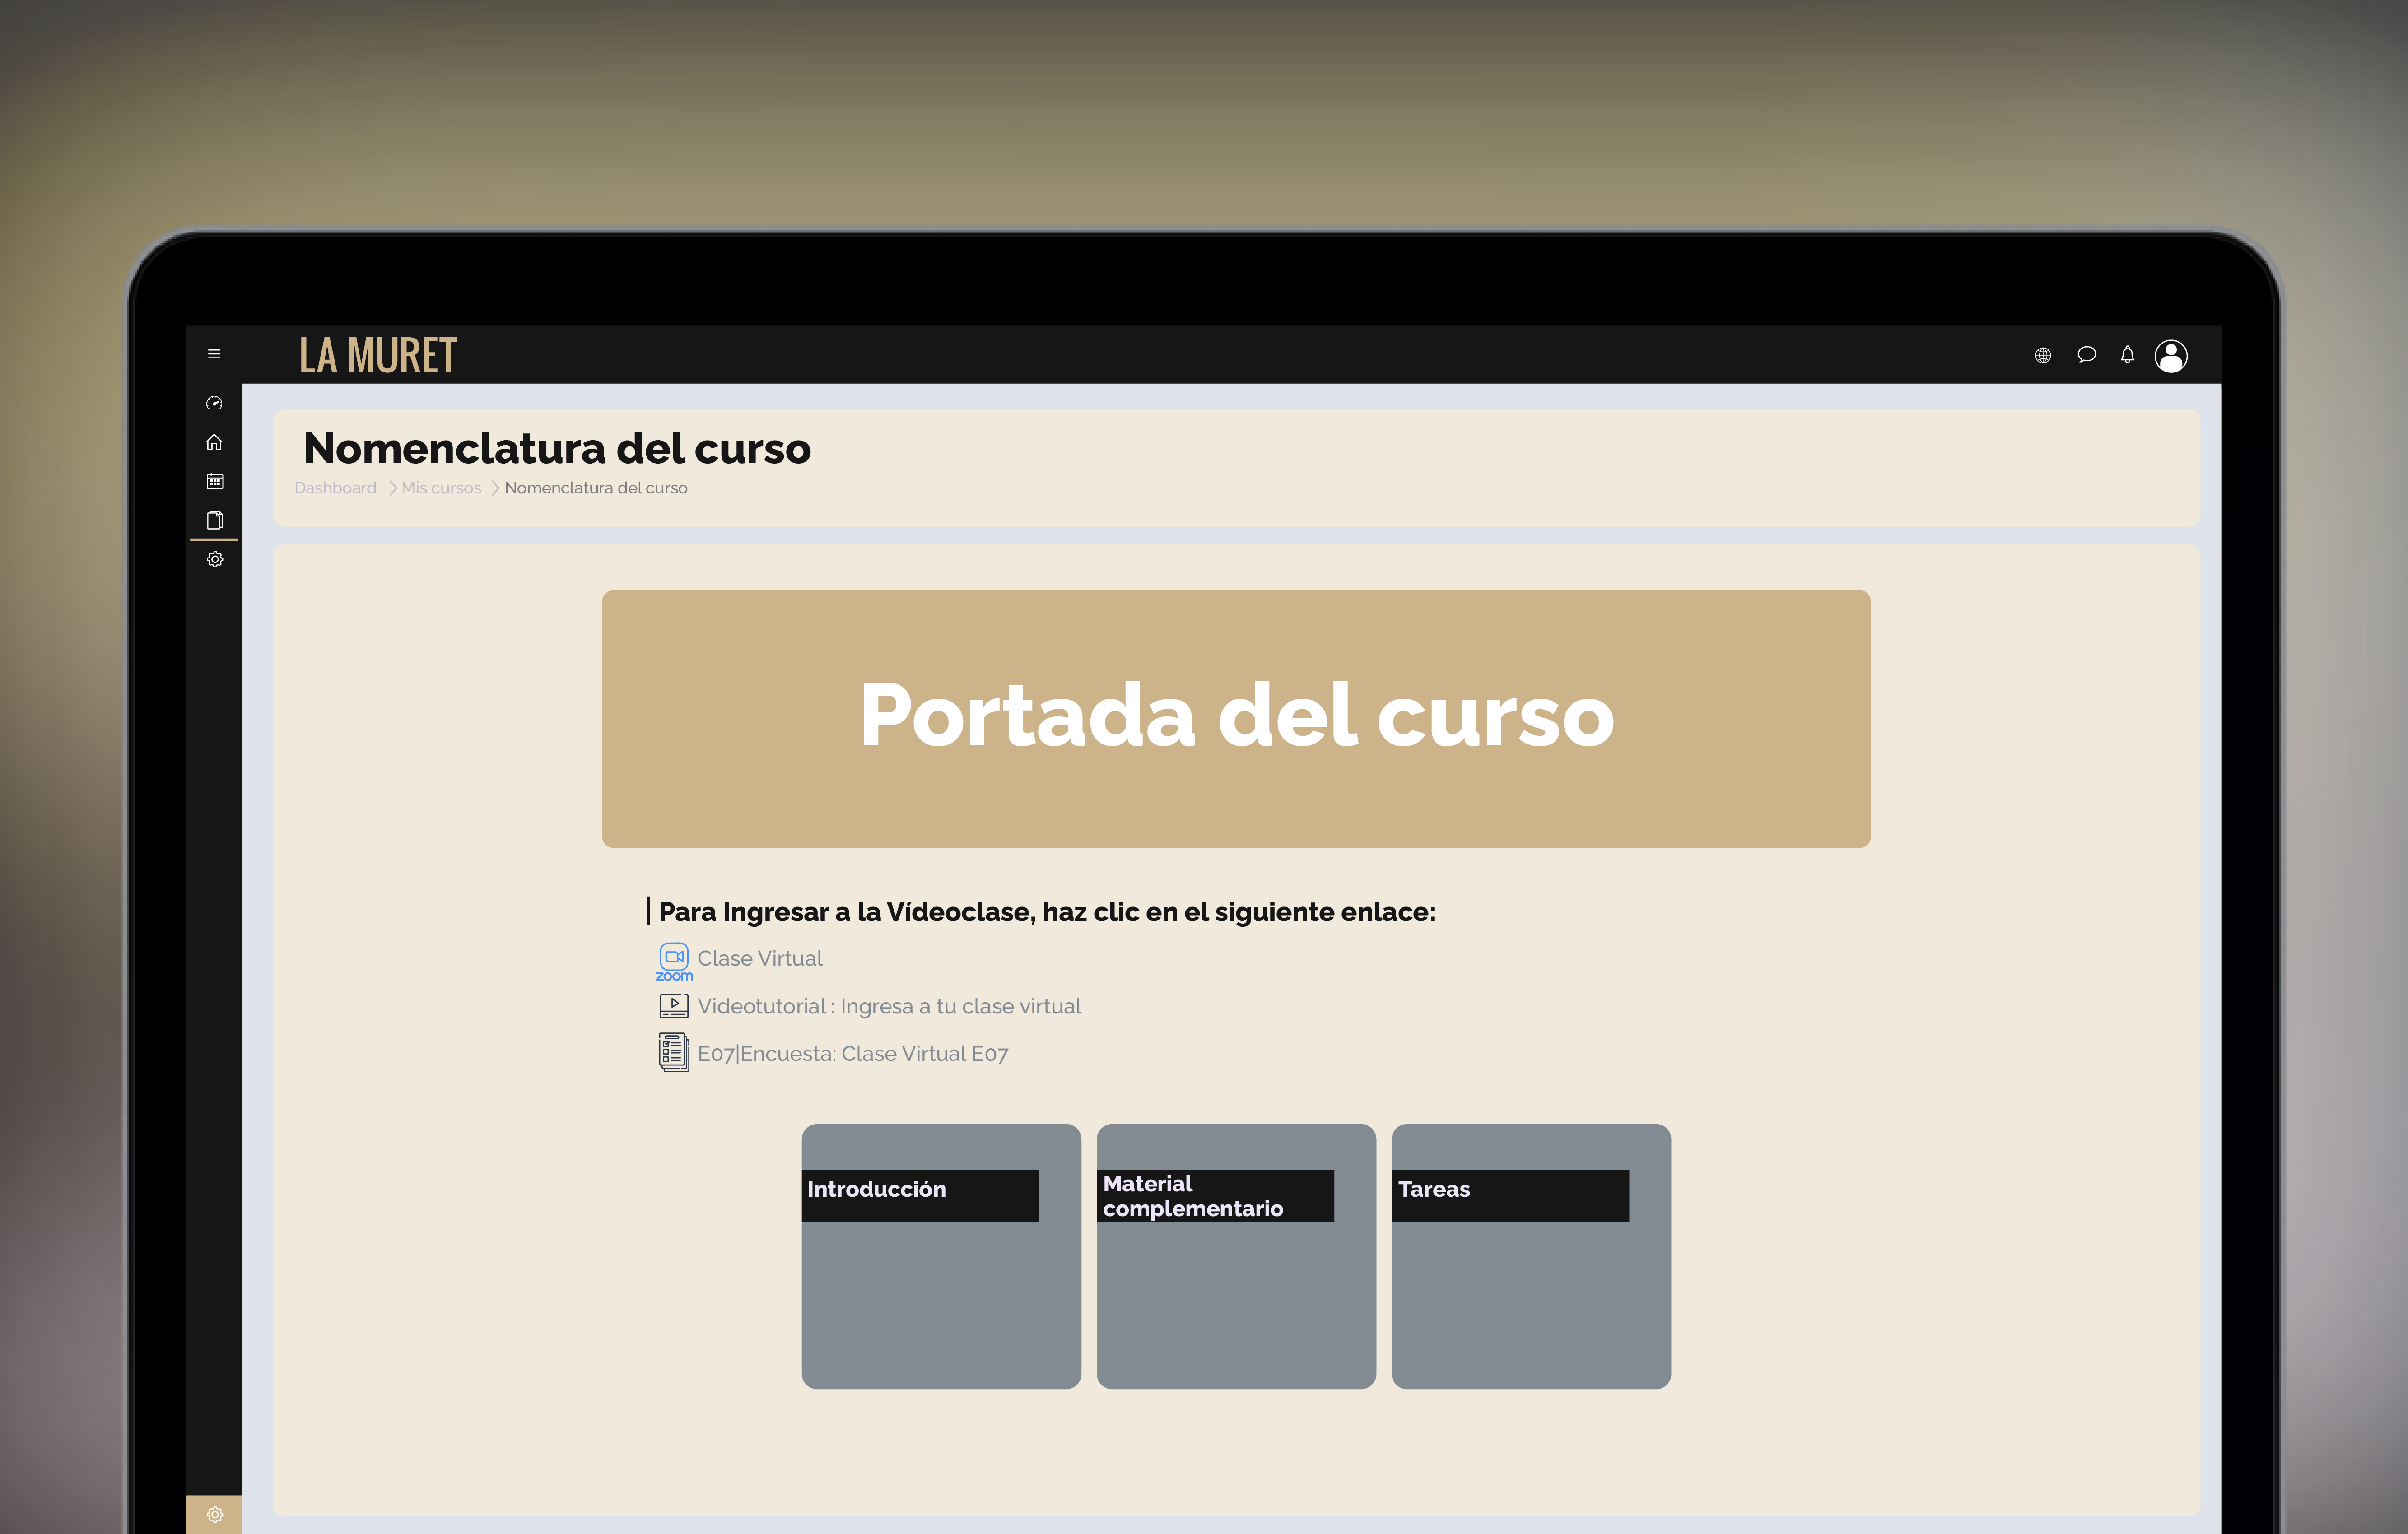 LA MURET
Nomenclatura del curso
Dashboard > Mis cursos > Nomenclatura del curso
Portada del curso
Para Ingresar a la Vídeoclase, haz clic en el siguiente enlace:
zoom
Clase Virtual
Videotutorial : Ingresa a tu clase virtual
E07|Encuesta: Clase Virtual E07
Introducción
Material
complementario
Tareas